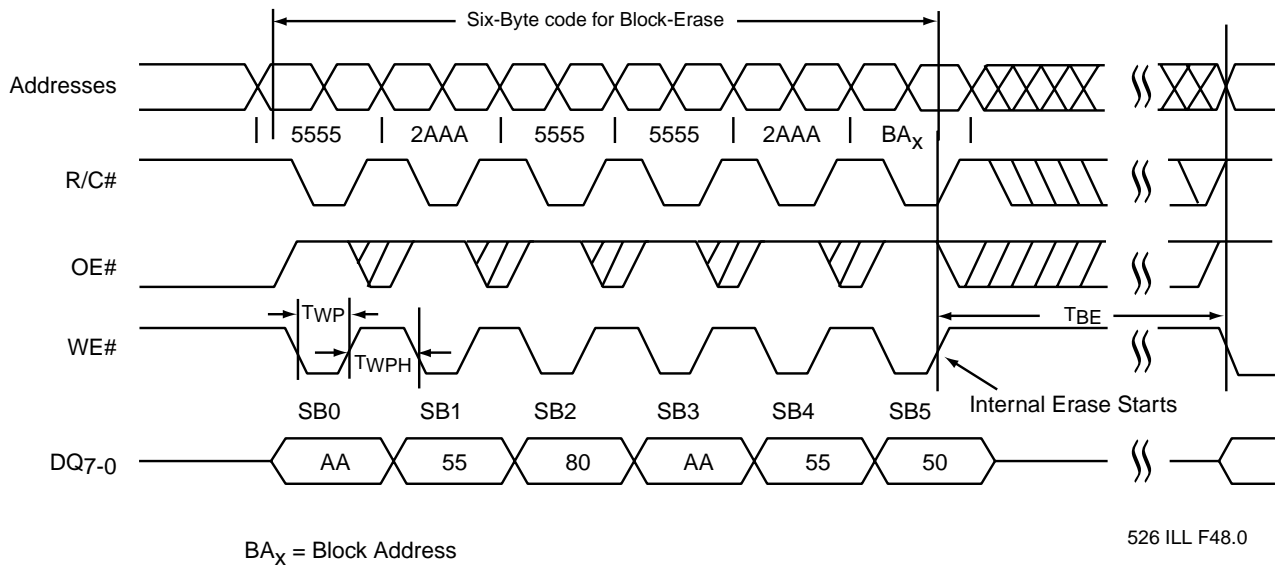 Six-Byte code for Block-Erase
Addresses
5555 2AAA 5555 5555 2AAA BAX
R/C#
OE#
TWP
TBE
WE#
TWPH
Internal Erase Starts
SB0 SB1 SB2 SB3 SB4 SB5
DQ7-0
AA 55 80 AA 55 50
526 ILL F48.0
BAX = Block Address